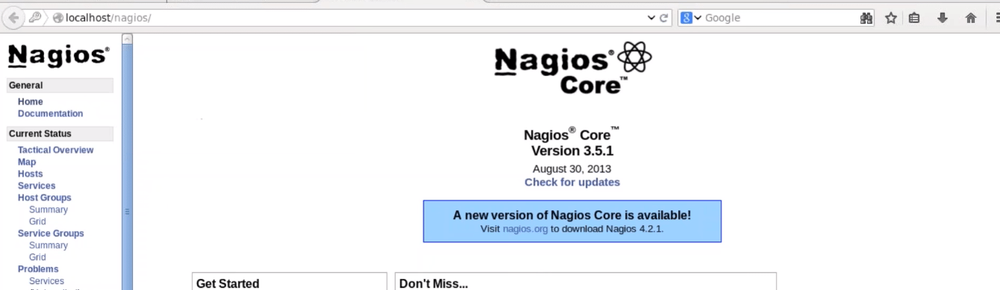 localhost/nagios/
Google
Nagios®
General
Home
Documentation
Current Status
Tactical Overview
Map
Hosts
Services
Host Groups
Summary
Grid
Service Groups
Summary
Grid
Problems
Services
Nagios®
Core™
Nagios® Core™
Version 3.5.1
August 30, 2013
Check for updates
A new version of Nagios Core is available!
Visit nagios.org to download Nagios 4.2.1.
Get Started
Don't Miss...